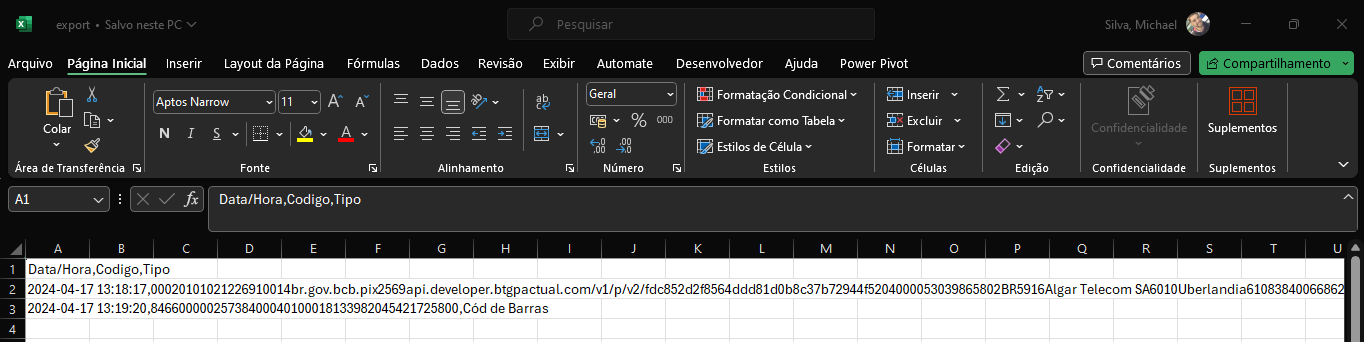 export • Salvo neste PC
Pesquisar
Silva, Michael
Arquivo Página Inicial Inserir Layout da Página Fórmulas Dados Revisão Exibir Automate Desenvolvedor Ajuda Power Pivot
Comentários
Compartilhamento
Colar
Área de Transferência
Aptos Narrow 11
N I S
Fonte
ab
c
Alinhamento
Geral
% 000
Número
Formatação Condicional
Formatar como Tabela
Estilos de Célula
Estilos
Inserir
Excluir
Formatar
Células
Edição
Confidencialidade
Confidencialidade
Suplementos
Suplementos
A1
fx
Data/Hora,Codigo,Tipo
A B C D E F G H I J K L M N O P Q R S T U
1 Data/Hora,Codigo,Tipo
2 2024-04-17 13:18:17,00020101021226910014br.gov.bcb.pix2569api.developer.btgpactual.com/v1/p/v2/fdc852d2f8564ddd81d0b8c37b72944f5204000053039865802BR5916Algar Telecom SA6010Uberlandia61083840066862
3 2024-04-17 13:19:20,846600000025738400040100018133982045421725800,Cód de Barras
4